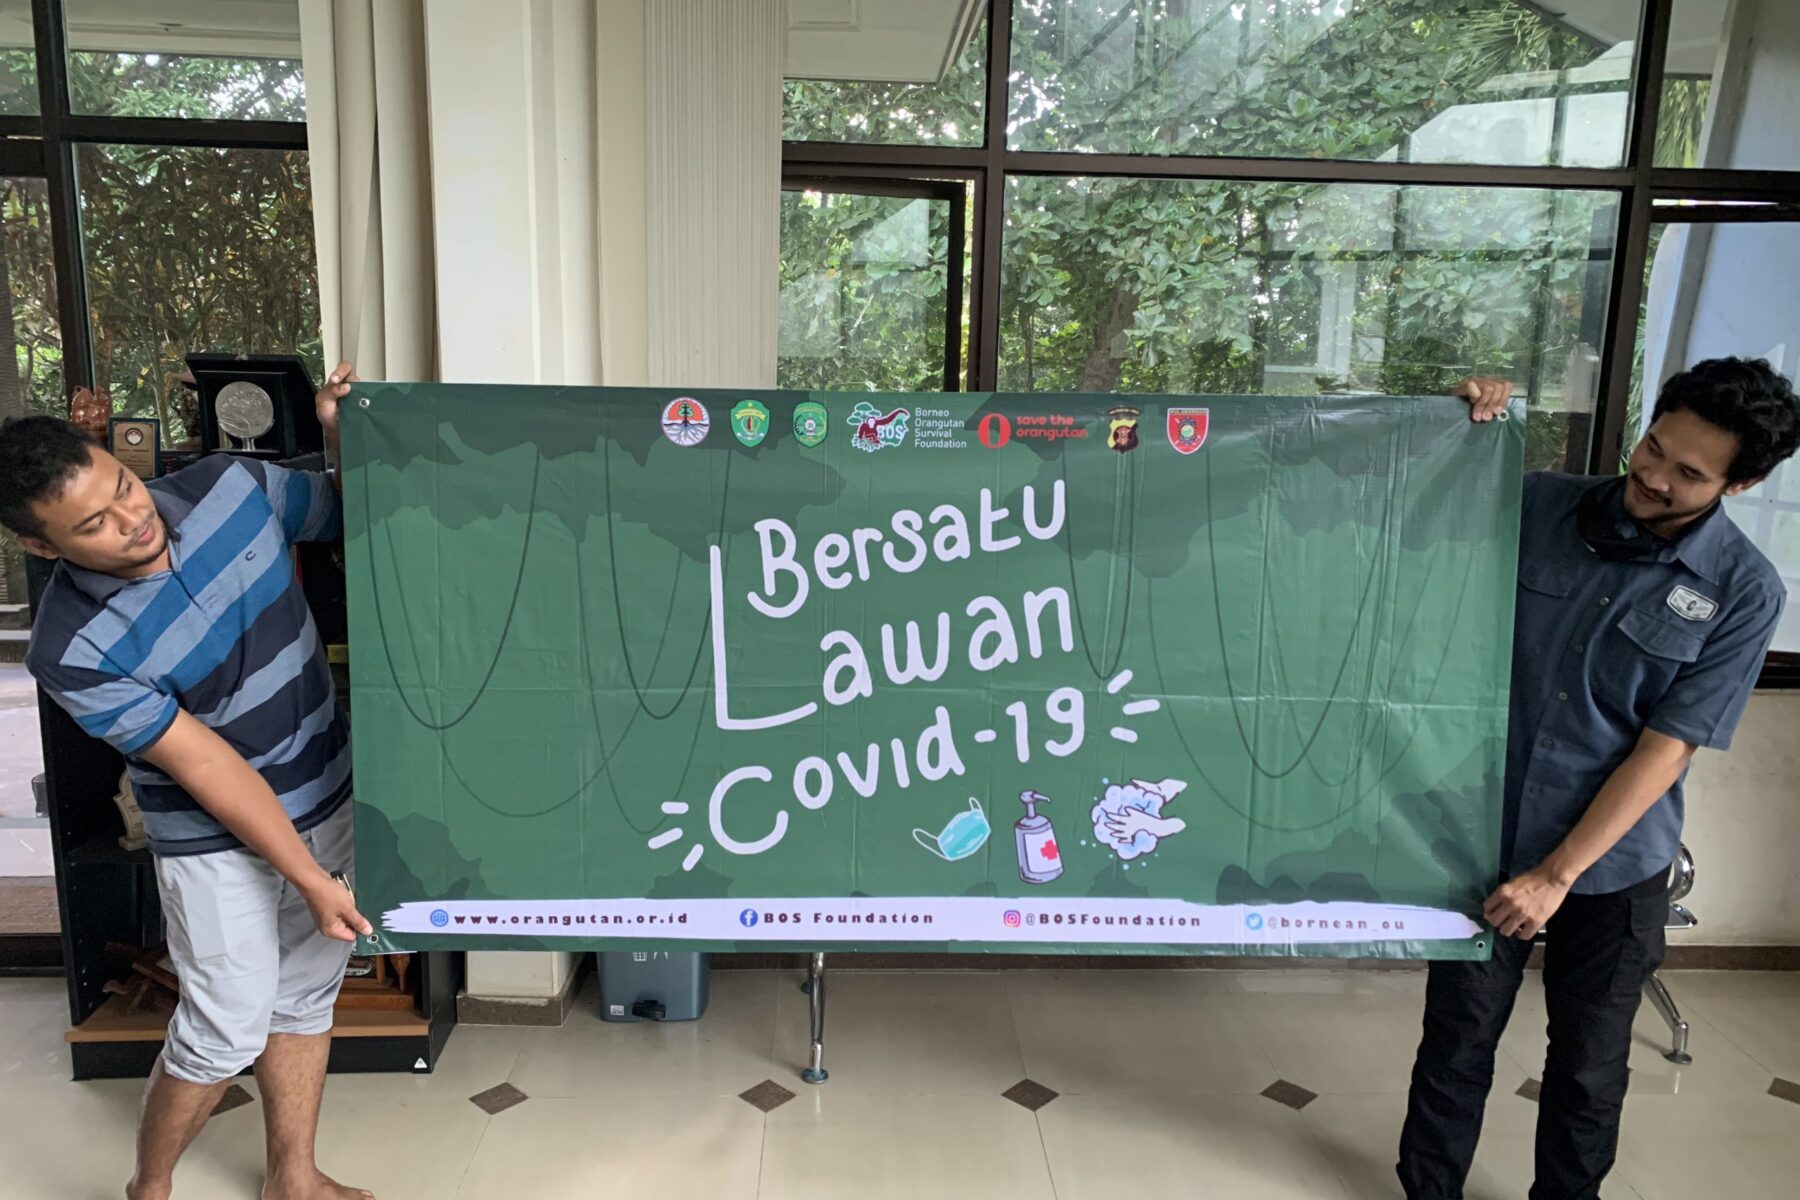 BOS
Borneo
Orangutan
Survival
Foundation
save the
orangutan
Bersatu
Lawan
Covid-19
www.orangutan.or.id
BOS Foundation
@BOSFoundation
@bornean_ou